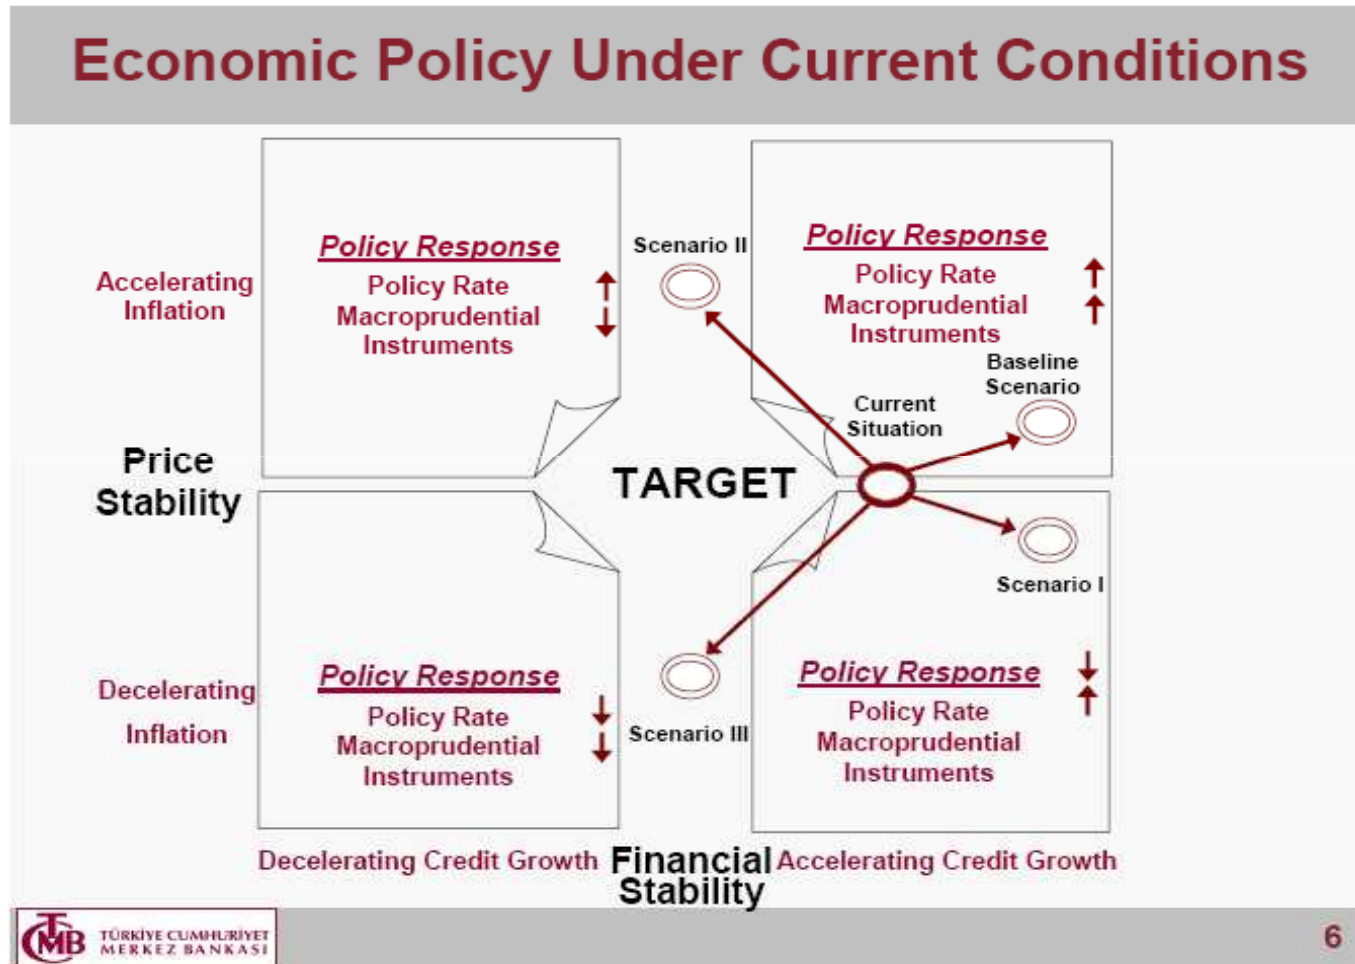 Economic Policy Under Current Conditions
Accelerating
Inflation
Policy Response
Policy Rate
Macroprudential
Instruments
Scenario II
Policy Response
Policy Rate
Macroprudential
Instruments
Baseline
Scenario
Current
Situation
Price
Stability
TARGET
Scenario I
Decelerating
Inflation
Policy Response
Policy Rate
Macroprudential
Instruments
Scenario III
Policy Response
Policy Rate
Macroprudential
Instruments
Decelerating Credit Growth
Financial
Stability
Accelerating Credit Growth
TCMB
TÜRKİYE CUMHURİYET
MERKEZ BANKASI
6